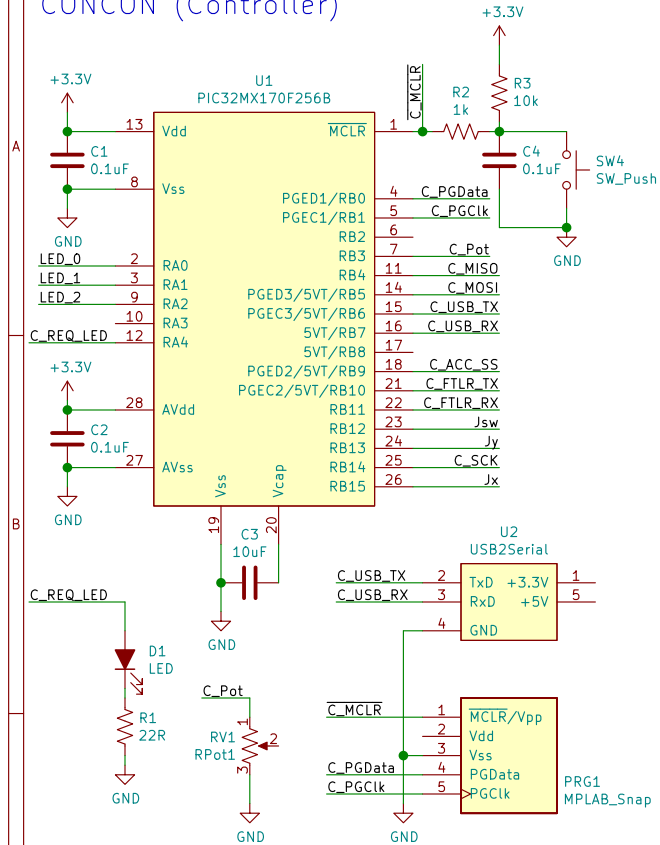 CUNCUN (Controller)
+3.3V
+3.3V
U1
PIC32MX170F256B
C_MCLR
R2
1k
R3
10k
A
C1
0.1uF
GND
13 Vdd
8 Vss
MCLR 1
C4
0.1uF
SW4
SW_Push
GND
PGED1/RB0 4 C_PGData
PGEC1/RB1 5 C_PGClk
RB2 6
RB3 7 C_Pot
RB4 11 C_MISO
PGED3/5VT/RB5 14 C_MOSI
PGEC3/5VT/RB6 15 C_USB_TX
5VT/RB7 16 C_USB_RX
5VT/RB8 17
PGED2/5VT/RB9 18 C_ACC_SS
PGEC2/5VT/RB10 21 C_FTLR_TX
RB11 22 C_FTLR_RX
RB12 23 Jsw
RB13 24 Jy
RB14 25 C_SCK
RB15 26 Jx
LED_0 2 RA0
LED_1 3 RA1
LED_2 9 RA2
10 RA3
C_REQ_LED 12 RA4
+3.3V
28 AVdd
C2
0.1uF
27 AVss
GND
Vss
19
Vcap
20
B
C3
10uF
GND
U2
USB2Serial
C_USB_TX 2 TxD +3.3V 1
C_USB_RX 3 RxD +5V 5
4 GND
C_REQ_LED
D1
LED
R1
22R
GND
C_Pot
1
RV1
RPot1
2
3
GND
C_MCLR 1 MCLR/Vpp
2 Vdd
3 Vss
C_PGData 4 PGData
C_PGClk 5 PGClk
PRG1
MPLAB_Snap
GND